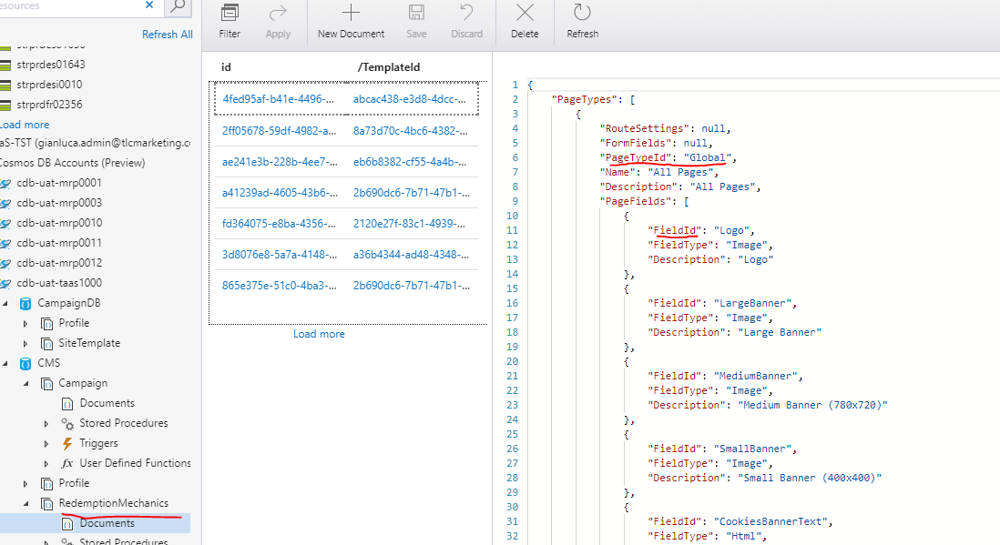 esources
Refresh All
strprdes01643
strprdesi0010
strprdfr02356
Load more
aS-TST (gianluca.admin@tlcmarketing.co
Cosmos DB Accounts (Preview)
cdb-uat-mrp0001
cdb-uat-mrp0003
cdb-uat-mrp0010
cdb-uat-mrp0011
cdb-uat-mrp0012
cdb-uat-taas1000
CampaignDB
Profile
SiteTemplate
CMS
Campaign
Documents
Stored Procedures
Triggers
fx User Defined Functions
Profile
RedemptionMechanics
Documents
Stored Procedures
Filter
Apply
New Document
Save
Discard
Delete
Refresh
id /TemplateId
4fed95af-b41e-4496-... abcac438-e3d8-4dcc-...
2ff05678-59df-4982-a... 8a73d70c-4bc6-4382-...
ae241e3b-228b-4ee7-... eb6b8382-cf55-4a4b-...
a41239ad-4605-43b6-... 2b690dc6-7b71-47b1-...
fd364075-e8ba-4356-... 2120e27f-83c1-4939-...
3d8076e8-5a7a-4148-... a36b4344-ad48-4348-...
865e375e-51c0-4ba3-... 2b690dc6-7b71-47b1-...
Load more
1 {
2 "PageTypes": [
3 {
4 "RouteSettings": null,
5 "FormFields": null,
6 "PageTypeId": "Global",
7 "Name": "All Pages",
8 "Description": "All Pages",
9 "PageFields": [
10 {
11 "FieldId": "Logo",
12 "FieldType": "Image",
13 "Description": "Logo"
14 },
15 {
16 "FieldId": "LargeBanner",
17 "FieldType": "Image",
18 "Description": "Large Banner"
19 },
20 {
21 "FieldId": "MediumBanner",
22 "FieldType": "Image",
23 "Description": "Medium Banner (780x720)"
24 },
25 {
26 "FieldId": "SmallBanner",
27 "FieldType": "Image",
28 "Description": "Small Banner (400x400)"
29 },
30 {
31 "FieldId": "CookiesBannerText",
32 "FieldType": "Html",